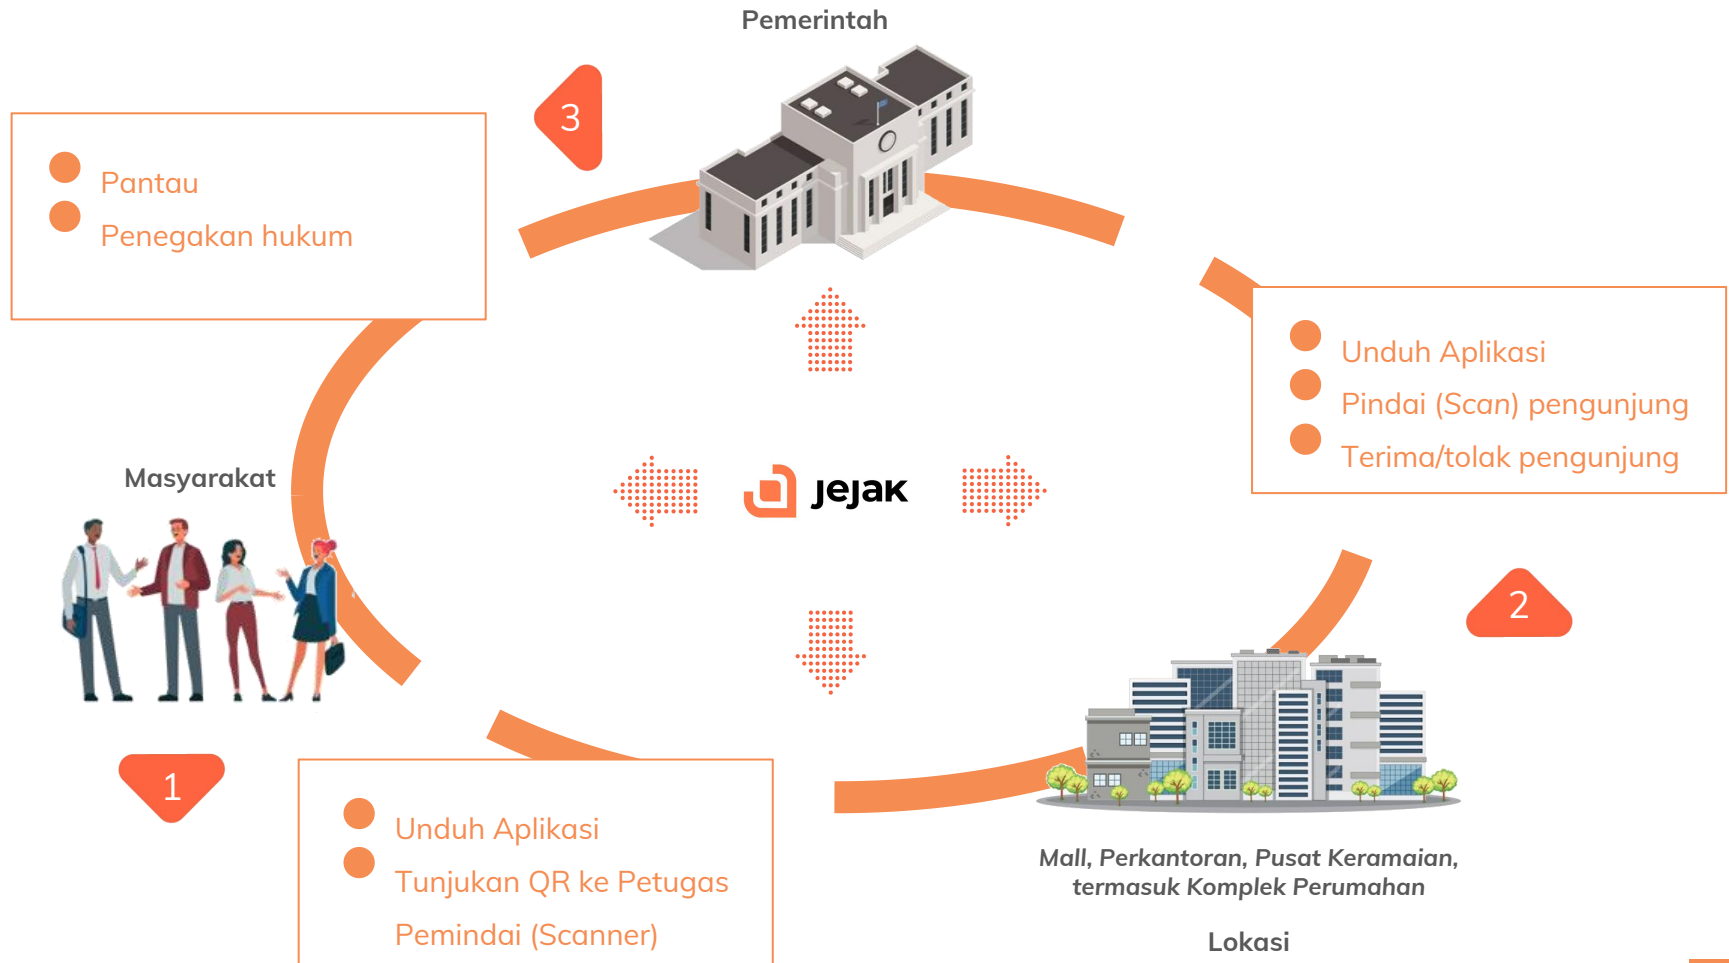 Pemerintah
3
Pantau
Penegakan hukum
Unduh Aplikasi
Pindai (Scan) pengunjung
Terima/tolak pengunjung
Masyarakat
jejak
2
1
Unduh Aplikasi
Tunjukan QR ke Petugas
Pemindai (Scanner)
Mall, Perkantoran, Pusat Keramaian,
termasuk Komplek Perumahan
Lokasi